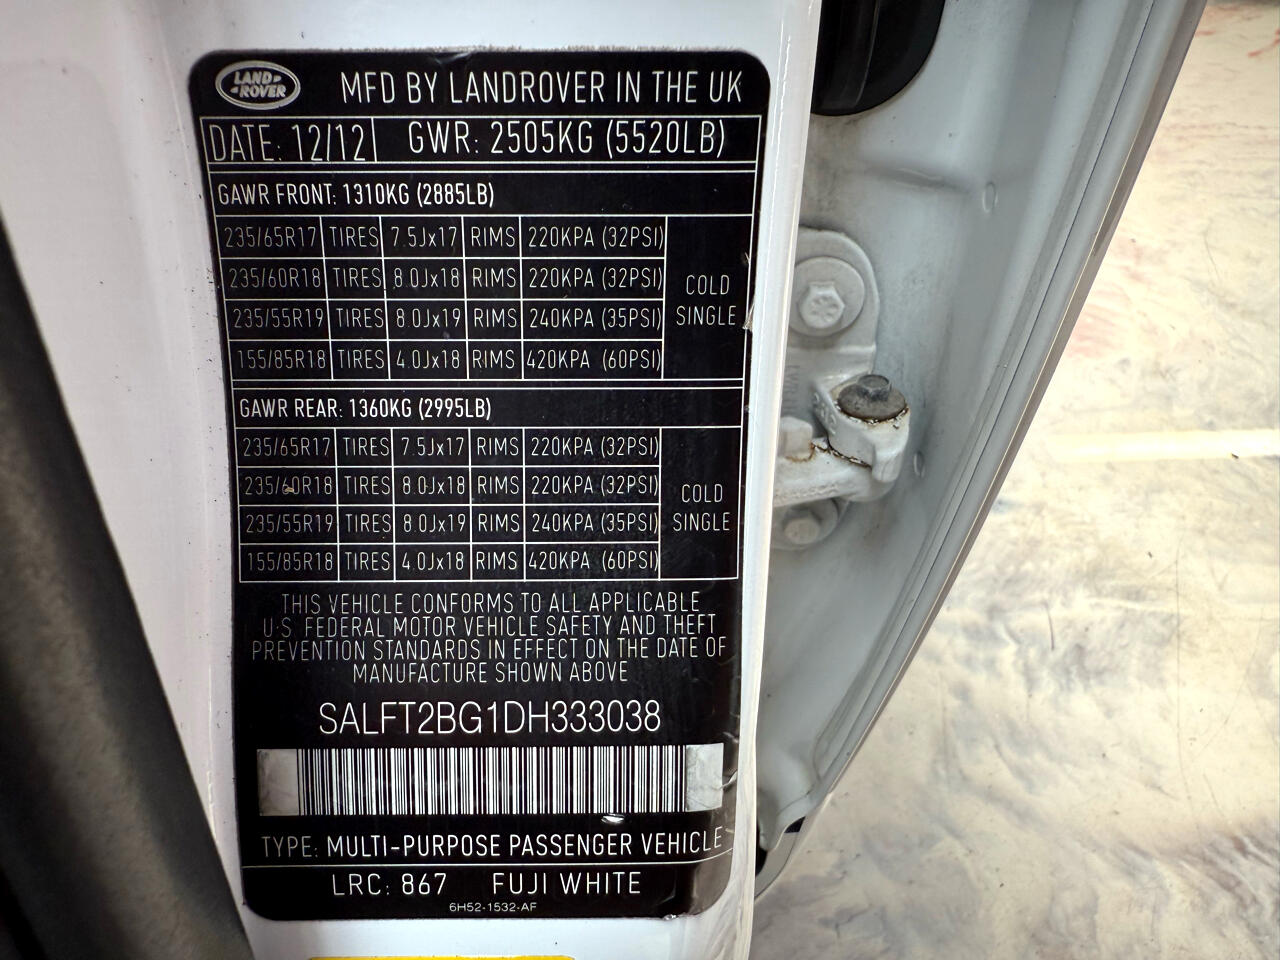 LAND-
-ROVER
MFD BY LANDROVER IN THE UK
DATE: 12/12 GWR: 2505KG (5520LB)
GAWR FRONT: 1310KG (2885LB)
235/65R17 TIRES 7.5Jx17 RIMS 220KPA (32PSI)
235/60R18 TIRES 8.0Jx18 RIMS 220KPA (32PSI)
235/55R19 TIRES 8.0Jx19 RIMS 240KPA (35PSI)
155/85R18 TIRES 4.0Jx18 RIMS 420KPA (60PSI)
COLD
SINGLE
GAWR REAR: 1360KG (2995LB)
235/65R17 TIRES 7.5Jx17 RIMS 220KPA (32PSI)
235/60R18 TIRES 8.0Jx18 RIMS 220KPA (32PSI)
235/55R19 TIRES 8.0Jx19 RIMS 240KPA (35PSI)
155/85R18 TIRES 4.0Jx18 RIMS 420KPA (60PSI)
COLD
SINGLE
THIS VEHICLE CONFORMS TO ALL APPLICABLE
U.S. FEDERAL MOTOR VEHICLE SAFETY AND THEFT
PREVENTION STANDARDS IN EFFECT ON THE DATE OF
MANUFACTURE SHOWN ABOVE
SALFT2BG1DH333038
TYPE: MULTI-PURPOSE PASSENGER VEHICLE
LRC: 867 FUJI WHITE
6H52-1532-AF